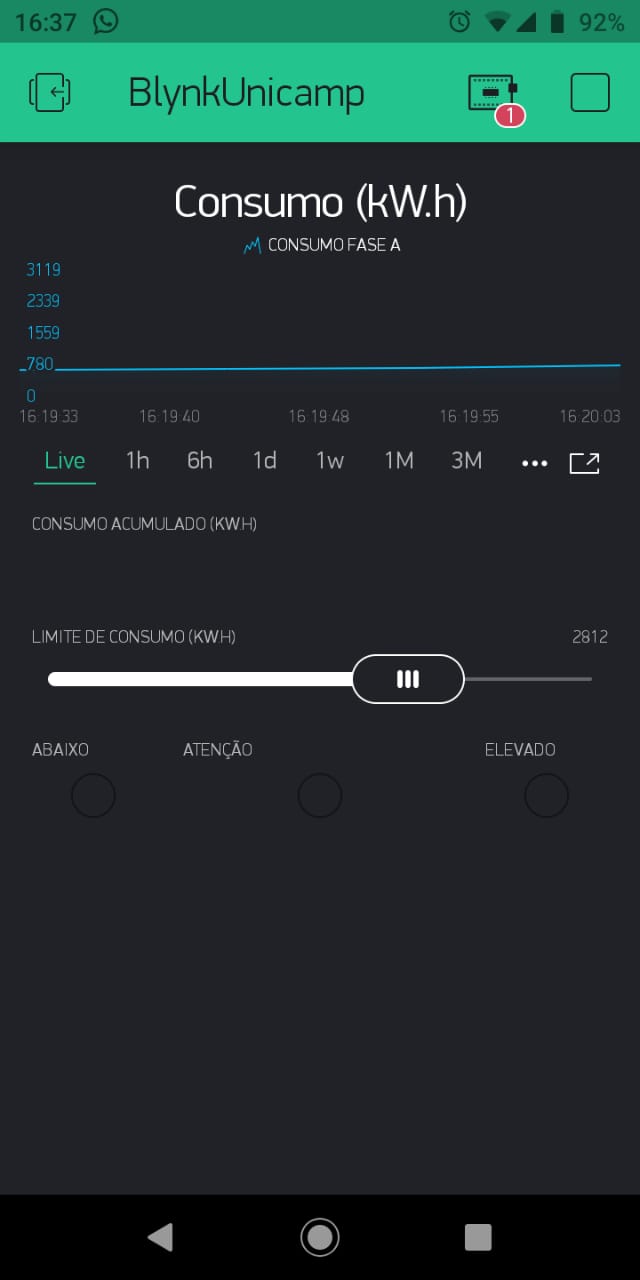 16:37 92%
BlynkUnicamp 1
Consumo (kW.h)
CONSUMO FASE A
3119
2339
1559
780
0
16:19:33 16:19:40 16:19:48 16:19:55 16:20:03
Live 1h 6h 1d 1w 1M 3M
CONSUMO ACUMULADO (KW.H)
LIMITE DE CONSUMO (KW.H) 2812
ABAIXO ATENÇÃO ELEVADO